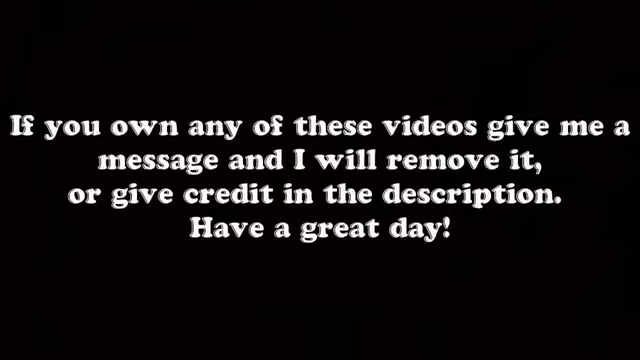 If you own any of these videos give me a
message and I will remove it,
or give credit in the description.
Have a great day!